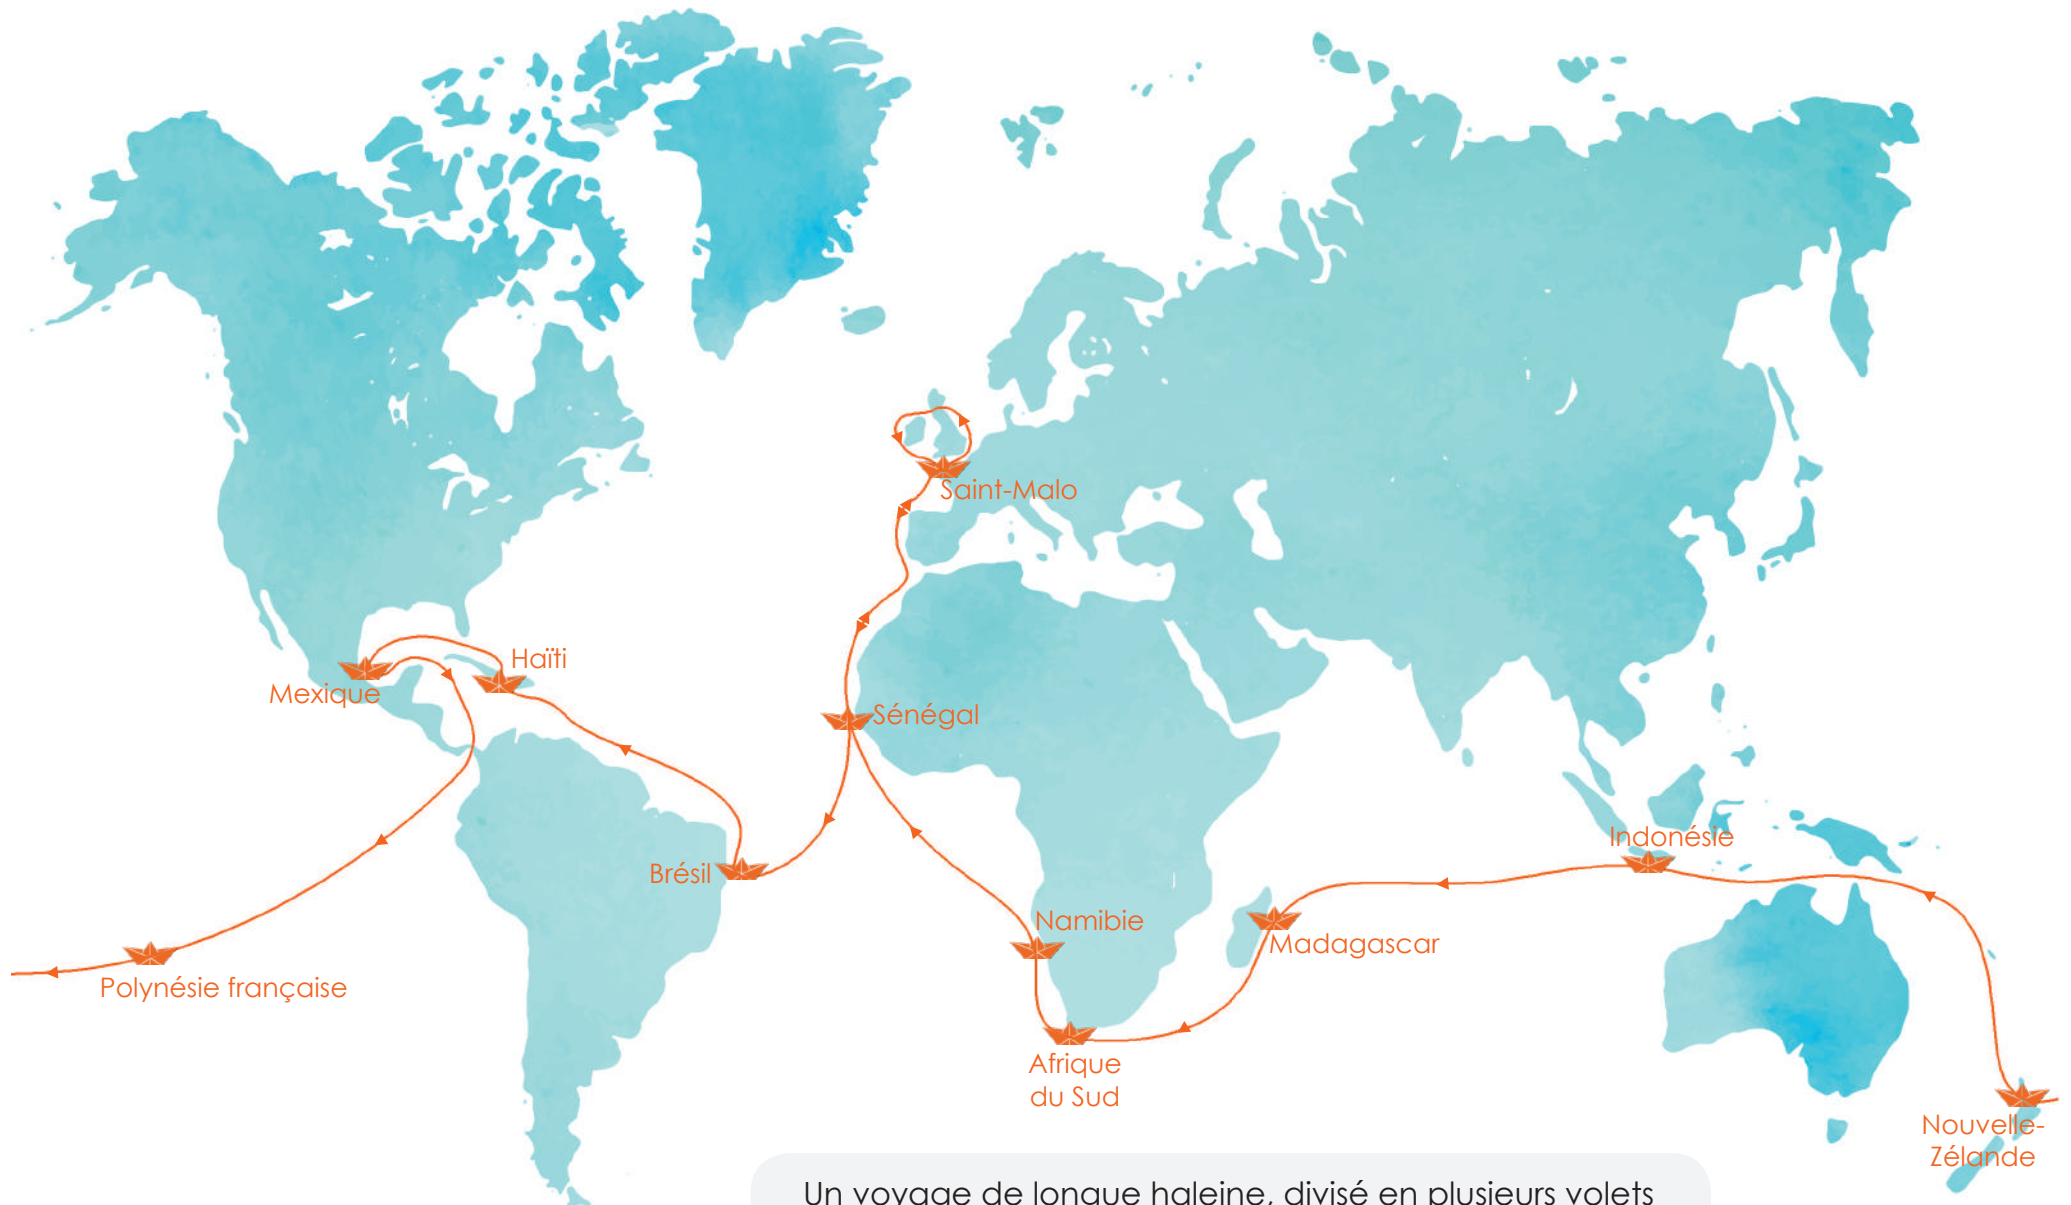 Saint-Malo
Haïti
Mexique
Sénégal
Indonésie
Brésil
Namibie
Madagascar
Polynésie française
Afrique
du Sud
Nouvelle-
Zélande
Un voyage de longue haleine, divisé en plusieurs volets